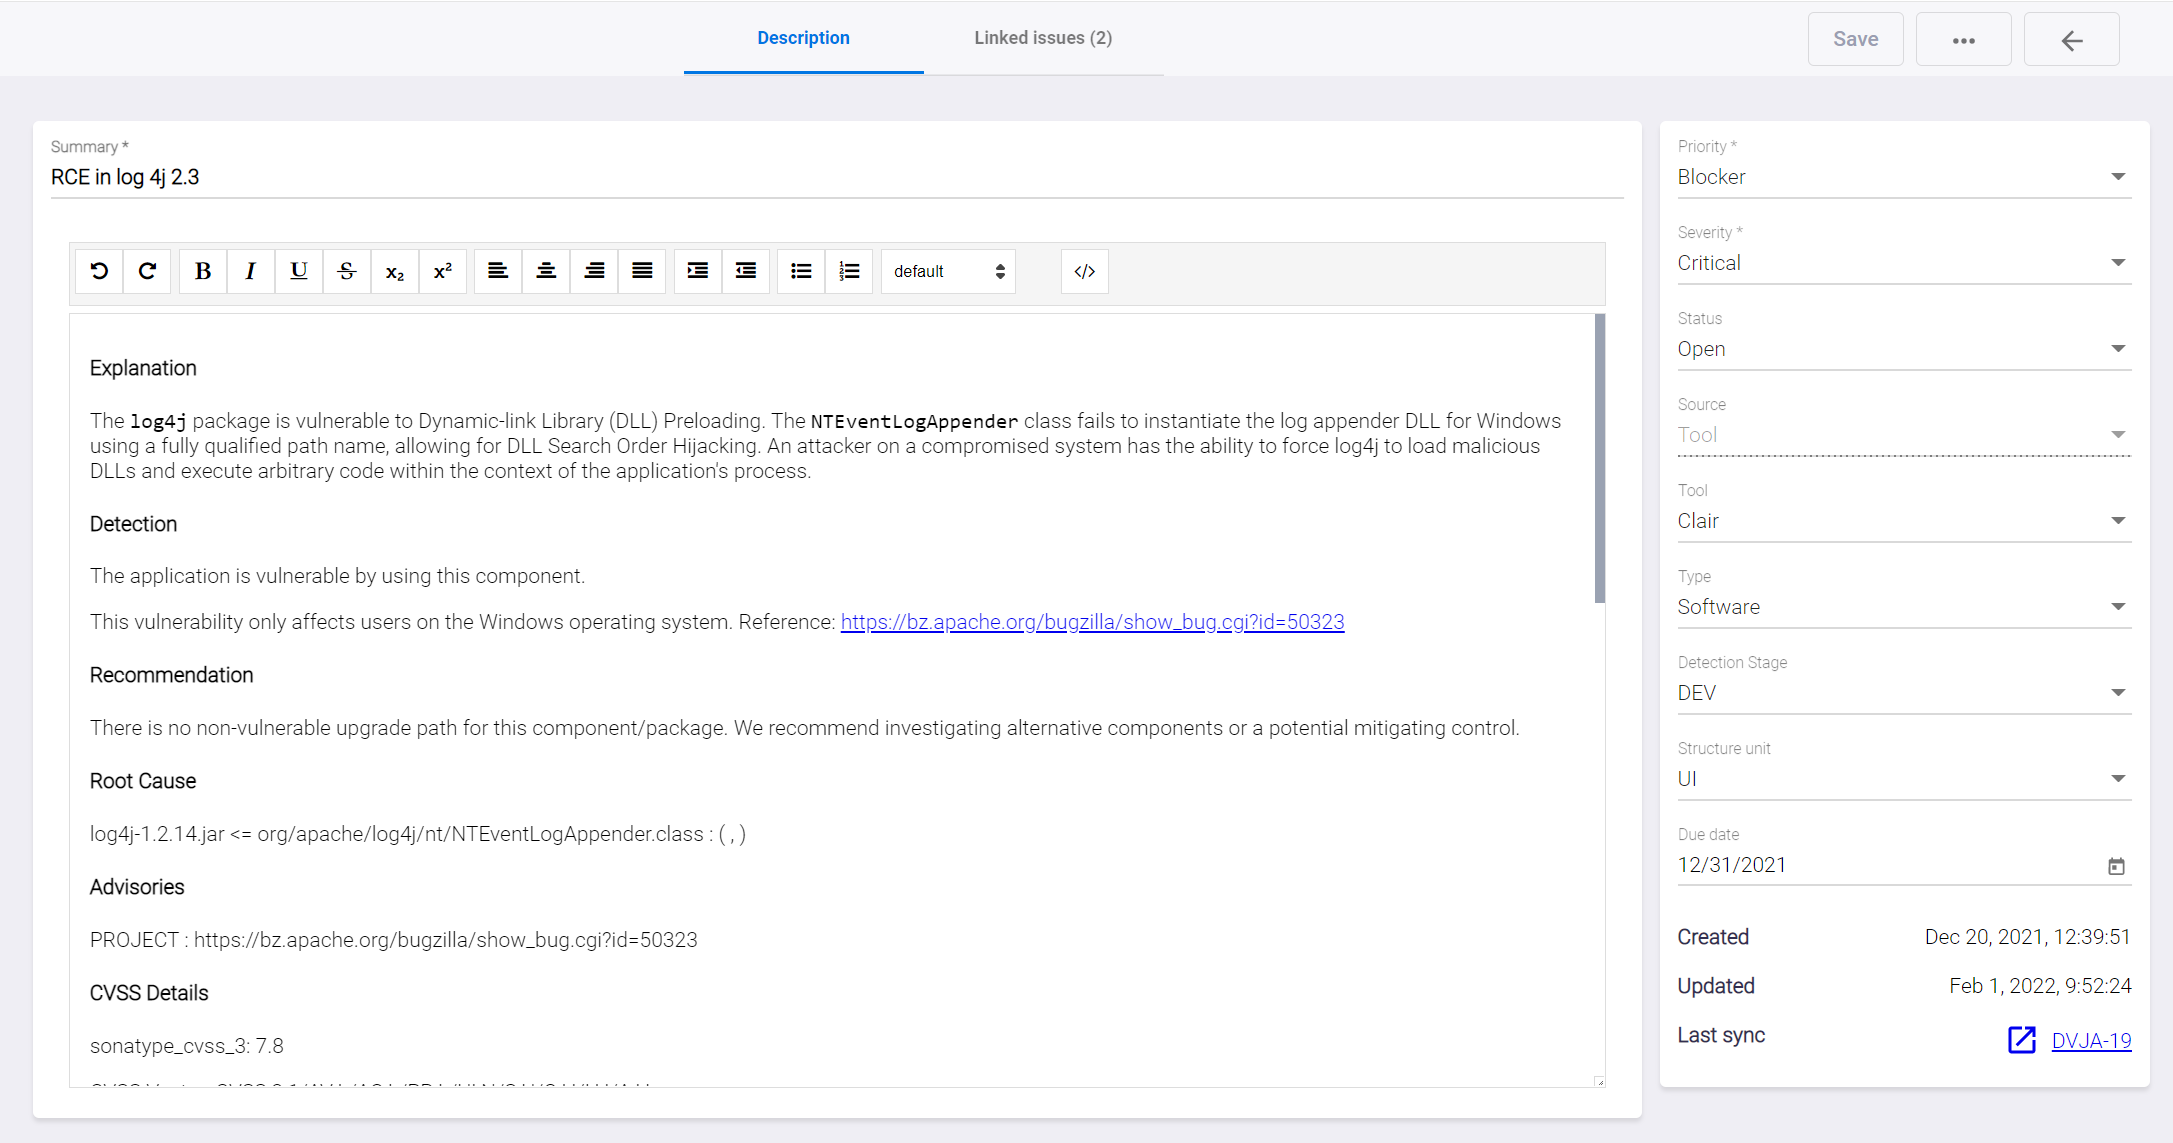 Description
Linked issues (2)
Save
Summary *
RCE in log 4j 2.3
B I U S x₂ x²
default
</>
Explanation
The log4j package is vulnerable to Dynamic-link Library (DLL) Preloading. The NTEventLogAppender class fails to instantiate the log appender DLL for Windows
using a fully qualified path name, allowing for DLL Search Order Hijacking. An attacker on a compromised system has the ability to force log4j to load malicious
DLLs and execute arbitrary code within the context of the application's process.
Detection
The application is vulnerable by using this component.
This vulnerability only affects users on the Windows operating system. Reference: https://bz.apache.org/bugzilla/show_bug.cgi?id=50323
Recommendation
There is no non-vulnerable upgrade path for this component/package. We recommend investigating alternative components or a potential mitigating control.
Root Cause
log4j-1.2.14.jar <= org/apache/log4j/nt/NTEventLogAppender.class : ( , )
Advisories
PROJECT : https://bz.apache.org/bugzilla/show_bug.cgi?id=50323
CVSS Details
sonatype_cvss_3: 7.8
Priority *
Blocker
Severity *
Critical
Status
Open
Source
Tool
Tool
Clair
Type
Software
Detection Stage
DEV
Structure unit
UI
Due date
12/31/2021
Created Dec 20, 2021, 12:39:51
Updated Feb 1, 2022, 9:52:24
Last sync DVJA-19